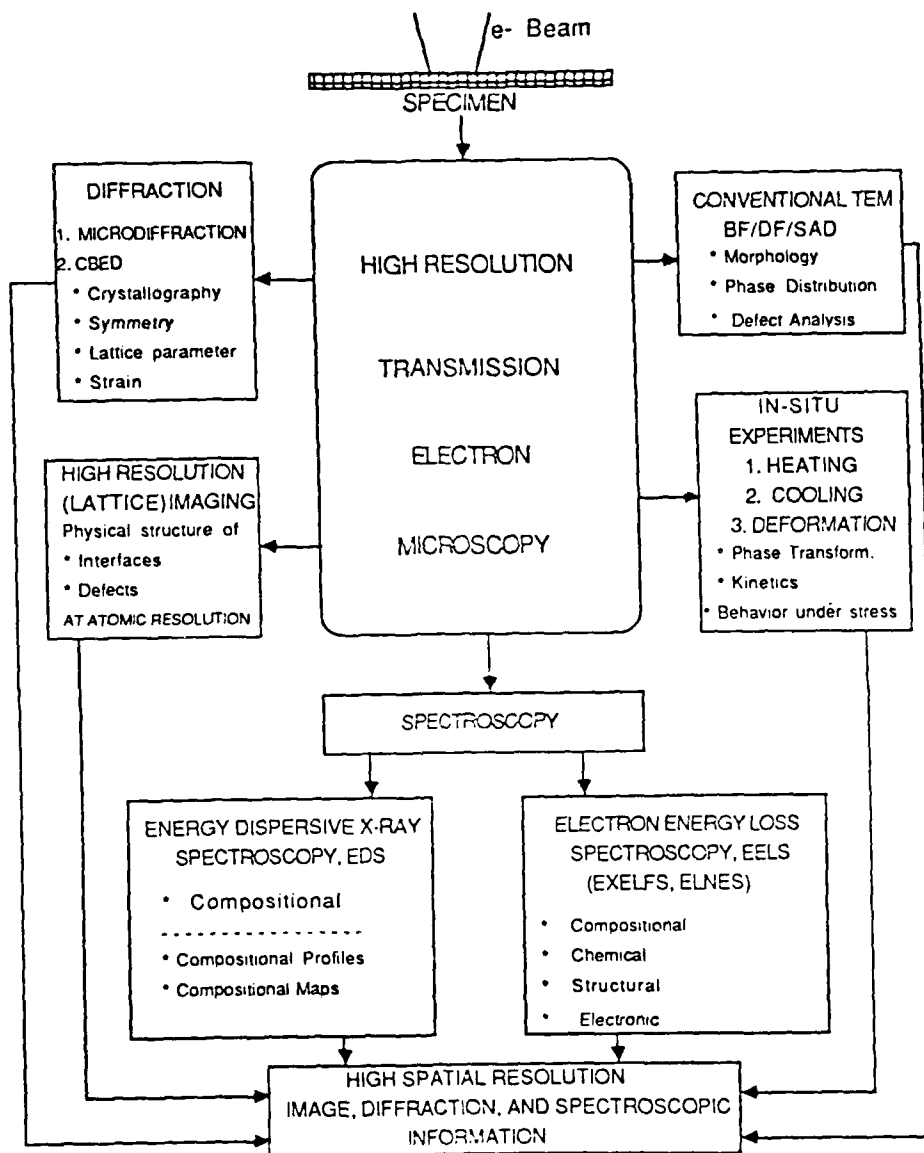 e- Beam
SPECIMEN
DIFFRACTION
1. MICRODIFFRACTION
2. CBED
* Crystallography
* Symmetry
* Lattice parameter
* Strain
HIGH RESOLUTION
(LATTICE) IMAGING
Physical structure of
* Interfaces
* Defects
AT ATOMIC RESOLUTION
HIGH RESOLUTION
TRANSMISSION
ELECTRON
MICROSCOPY
CONVENTIONAL TEM
BF/DF/SAD
* Morphology
* Phase Distribution
* Defect Analysis
IN-SITU
EXPERIMENTS
1. HEATING
2. COOLING
3. DEFORMATION
* Phase Transform.
* Kinetics
* Behavior under stress
SPECTROSCOPY
ENERGY DISPERSIVE X-RAY
SPECTROSCOPY, EDS
* Compositional
* Compositional Profiles
* Compositional Maps
ELECTRON ENERGY LOSS
SPECTROSCOPY, EELS
(EXELFS, ELNES)
* Compositional
* Chemical
* Structural
* Electronic
HIGH SPATIAL RESOLUTION
IMAGE, DIFFRACTION, AND SPECTROSCOPIC
INFORMATION